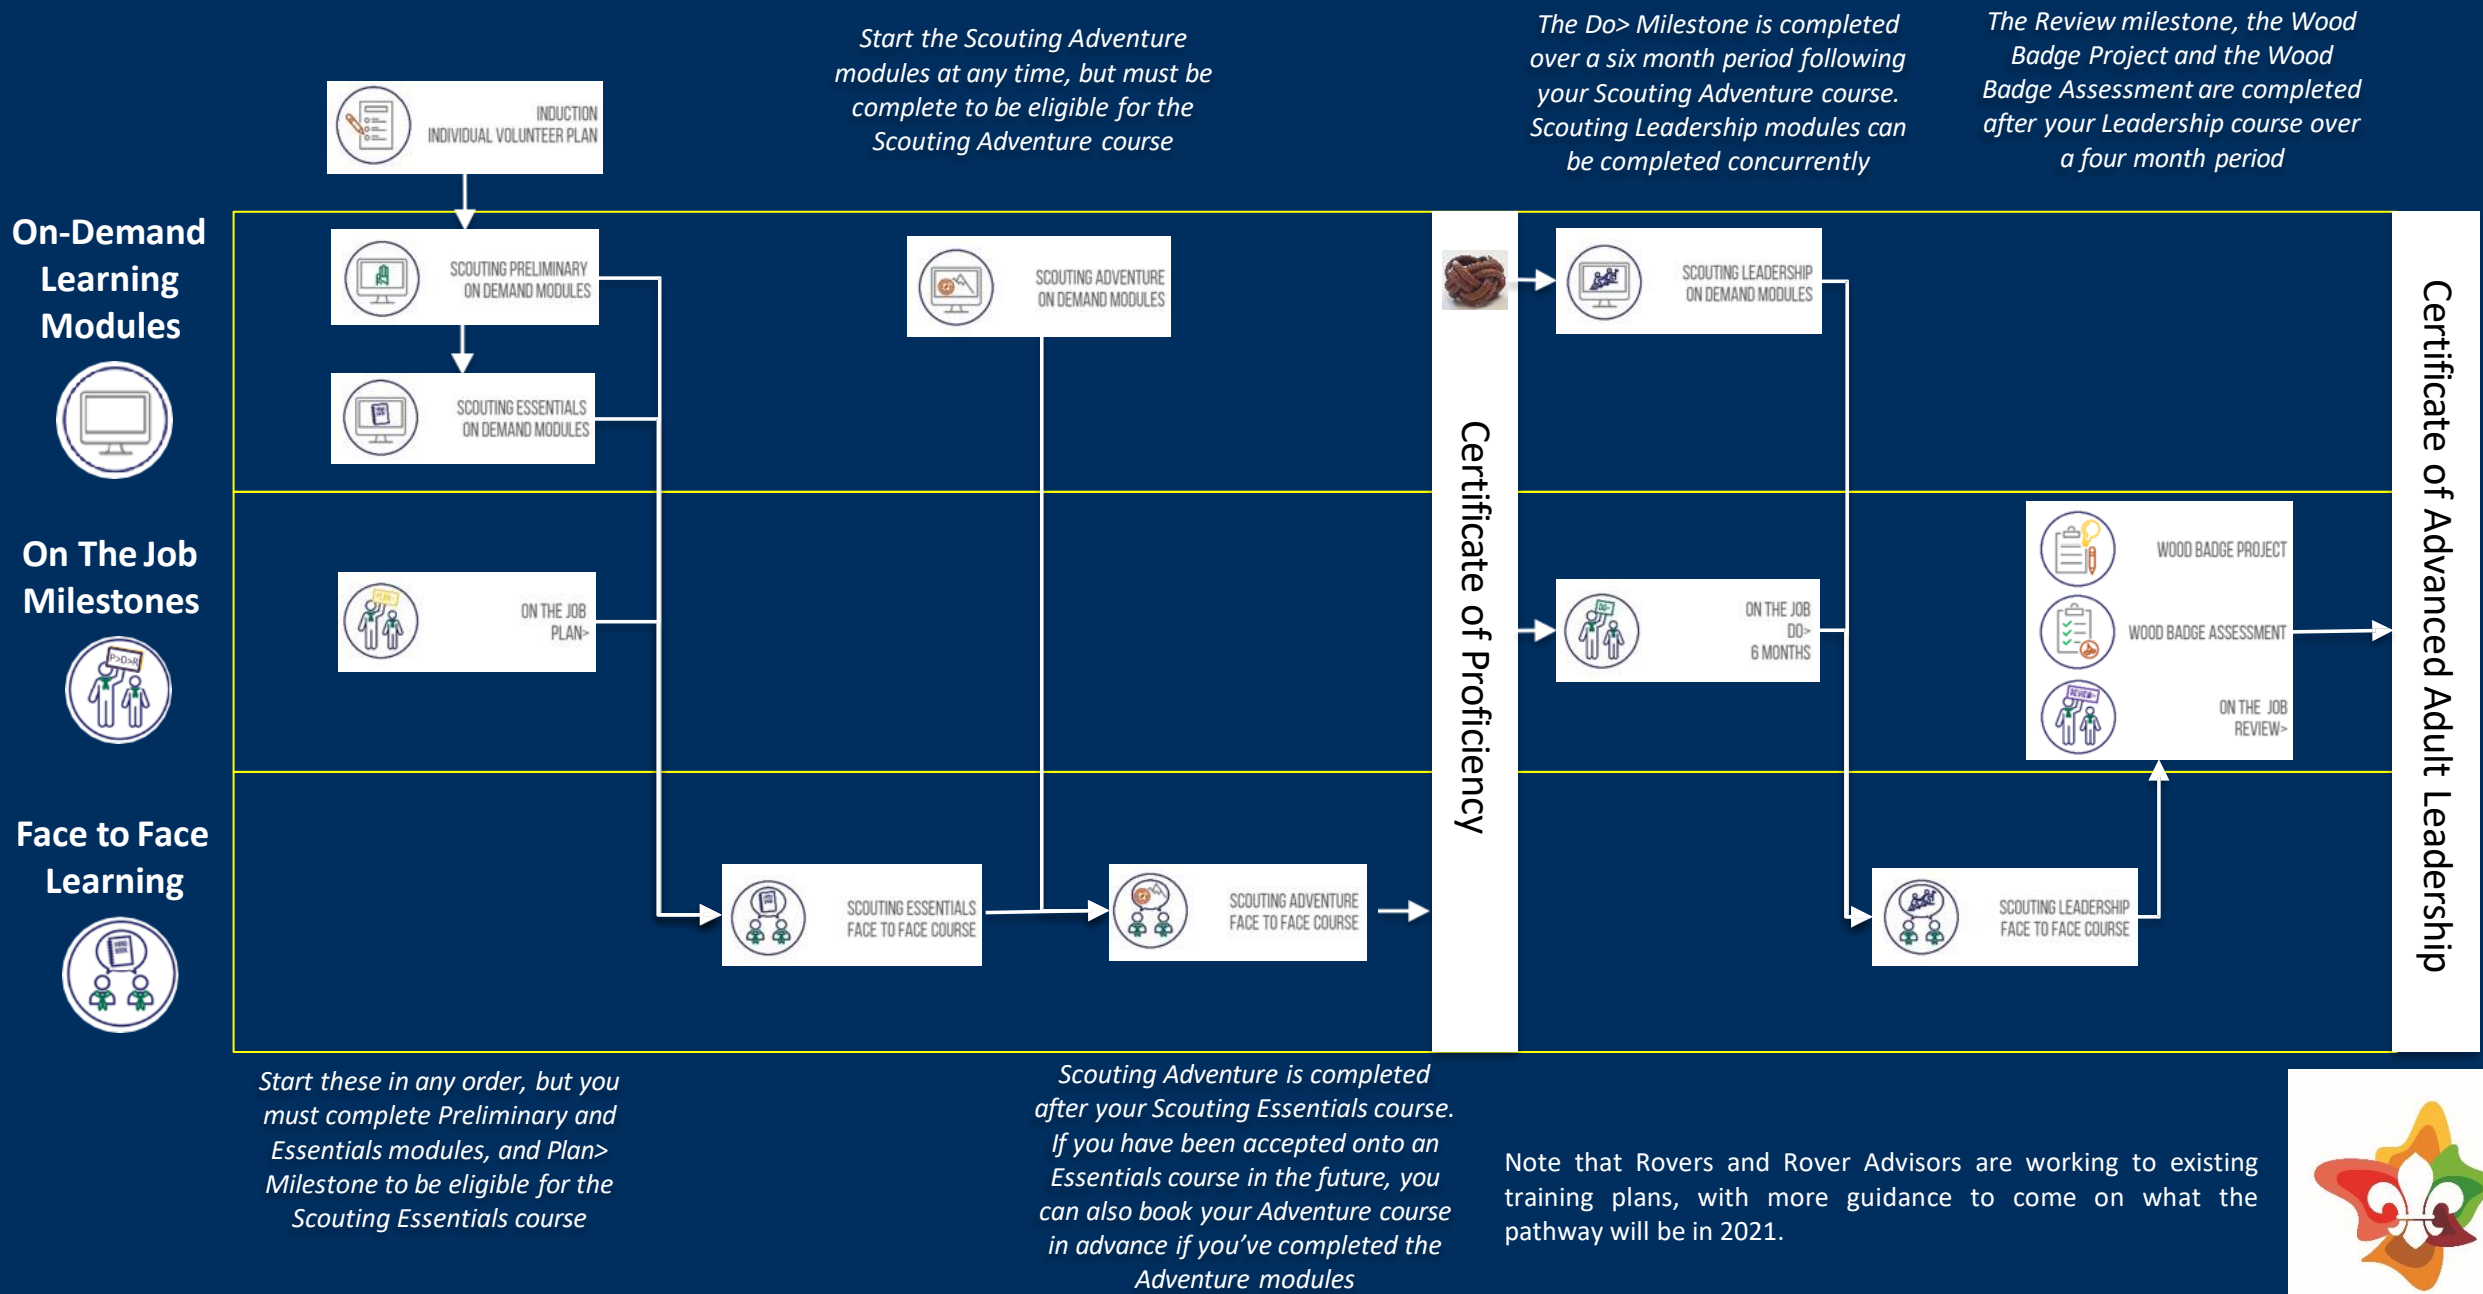 Start the Scouting Adventure
modules at any time, but must be
complete to be eligible for the
Scouting Adventure course
The Do> Milestone is completed
over a six month period following
your Scouting Adventure course.
Scouting Leadership modules can
be completed concurrently
The Review milestone, the Wood
Badge Project and the Wood
Badge Assessment are completed
after your Leadership course over
a four month period
INDUCTION
INDIVIDUAL VOLUNTEER PLAN
On-Demand
Learning
Modules
SCOUTING PRELIMINARY
ON DEMAND MODULES
SCOUTING ESSENTIALS
ON DEMAND MODULES
SCOUTING ADVENTURE
ON DEMAND MODULES
SCOUTING LEADERSHIP
ON DEMAND MODULES
On The Job
Milestones
P>D>R
PLAN>
ON THE JOB
PLAN>
Certificate of Proficiency
DO>
ON THE JOB
DO>
6 MONTHS
WOOD BADGE PROJECT
WOOD BADGE ASSESSMENT
REVIEW>
ON THE JOB
REVIEW>
Certificate of Advanced Adult Leadership
Face to Face
Learning
HAND
BOOK
SCOUTING ESSENTIALS
FACE TO FACE COURSE
SCOUTING ADVENTURE
FACE TO FACE COURSE
SCOUTING LEADERSHIP
FACE TO FACE COURSE
Start these in any order, but you
must complete Preliminary and
Essentials modules, and Plan>
Milestone to be eligible for the
Scouting Essentials course
Scouting Adventure is completed
after your Scouting Essentials course.
If you have been accepted onto an
Essentials course in the future, you
can also book your Adventure course
in advance if you've completed the
Adventure modules
Note that Rovers and Rover Advisors are working to existing
training plans, with more guidance to come on what the
pathway will be in 2021.